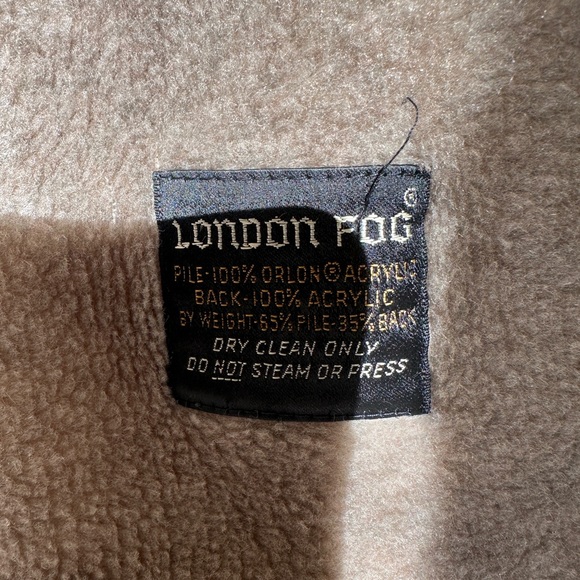 LONDON FOG®
PILE-100% ORLON® ACRYLIC
BACK-100% ACRYLIC
BY WEIGHT-65% PILE-35% BACK
DRY CLEAN ONLY
DO NOT STEAM OR PRESS